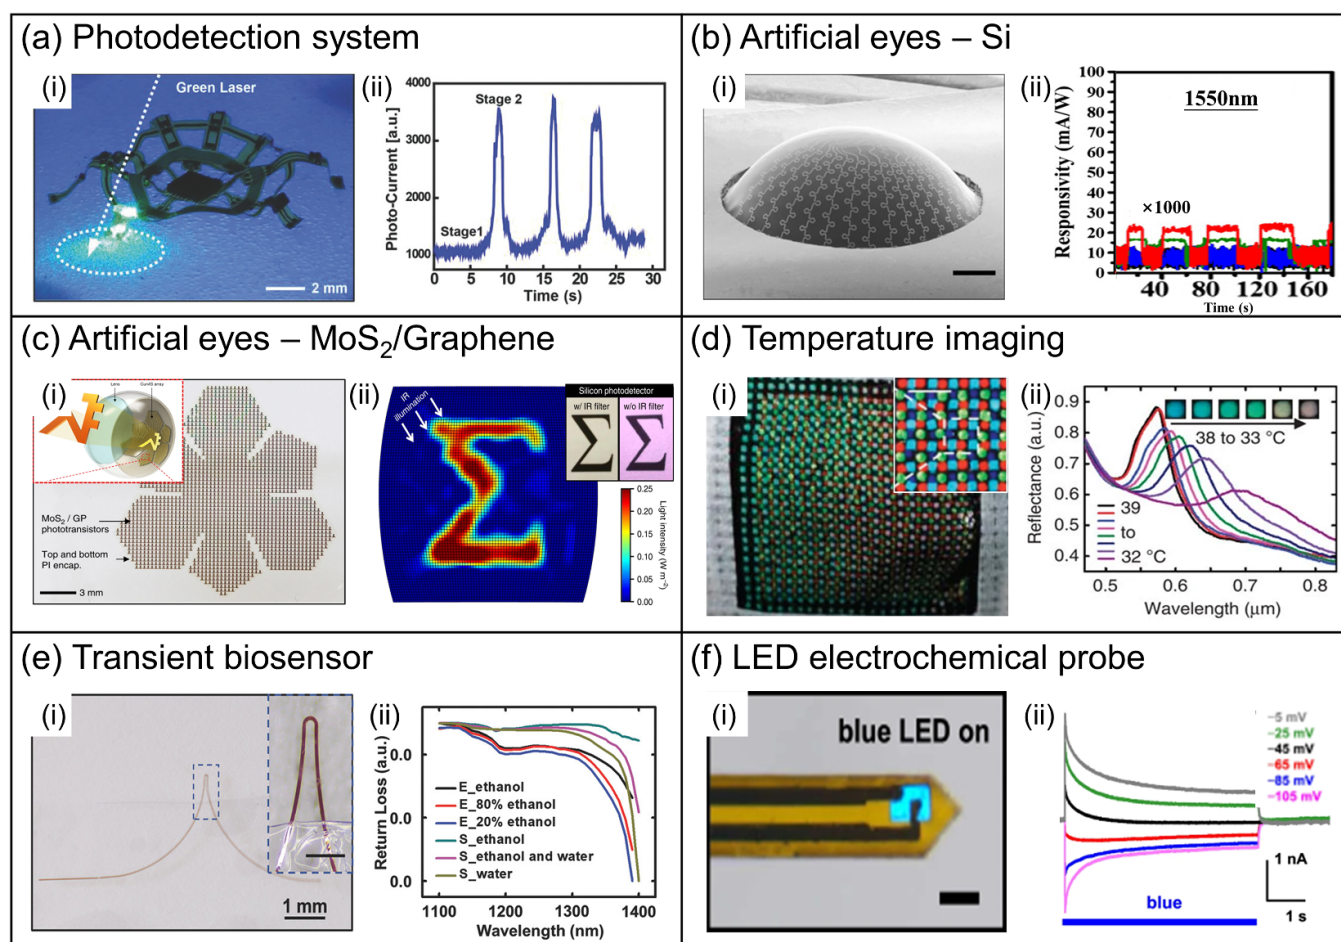 (a) Photodetection system
(i)
Green Laser
2 mm
(ii)
Photo-Current [a.u.]
4000
3000
2000
1000
Stage 2
Stage1
0 5 10 15 20 25 30
Time (s)
(b) Artificial eyes – Si
(i)
(ii)
Responsivity (mA/W)
100
90
80
70
60
50
40
30
20
10
0
1550nm
×1000
40 80 120 160
Time (s)
(c) Artificial eyes – MoS₂/Graphene
(i)
Lens
MoS₂ / GP
phototransistors
Top and bottom
PI encap.
3 mm
(ii)
IR
illumination
Silicon photodetector
w/ IR filter
w/o IR filter
Σ Σ
0.25
0.20
0.15
0.10
0.05
0.00
Light intensity (W m⁻²)
(d) Temperature imaging
(i)
(ii)
Reflectance (a.u.)
0.9
0.8
0.7
0.6
0.5
0.4
38 to 33 °C
39
to
32 °C
0.5 0.6 0.7 0.8
Wavelength (μm)
(e) Transient biosensor
(i)
1 mm
(ii)
Return Loss (a.u.)
0.0
0.0
0.0
E_ethanol
E_80% ethanol
E_20% ethanol
S_ethanol
S_ethanol and water
S_water
1100 1200 1300 1400
Wavelength (nm)
(f) LED electrochemical probe
(i)
blue LED on
(ii)
−5 mV
−25 mV
−45 mV
−65 mV
−85 mV
−105 mV
1 nA
1 s
blue